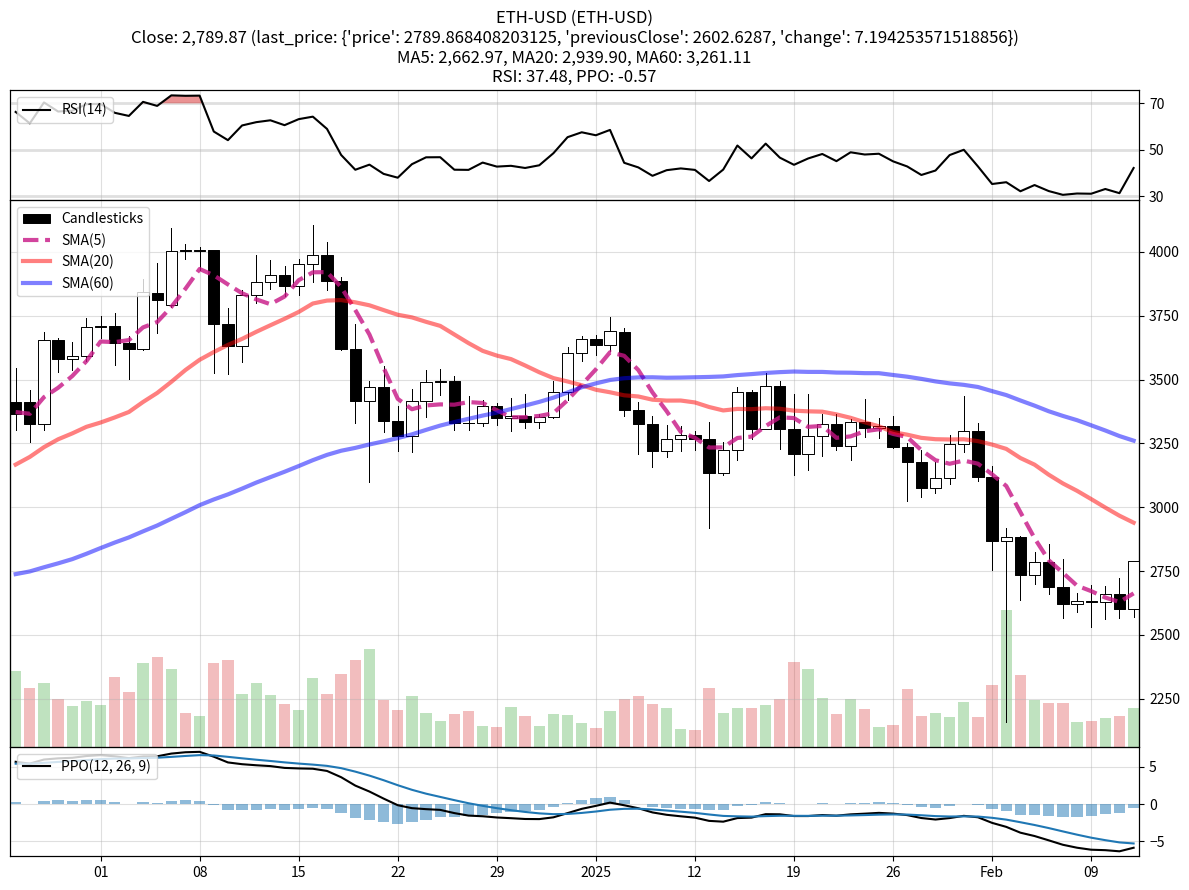 ETH-USD (ETH-USD)
Close: 2,789.87 (last_price: {'price': 2789.868408203125, 'previousClose': 2602.6287, 'change': 7.194253571518856})
MA5: 2,662.97, MA20: 2,939.90, MA60: 3,261.11
RSI: 37.48, PPO: -0.57
RSI(14)
70
50
30
Candlesticks
SMA(5)
SMA(20)
SMA(60)
4000
3750
3500
3250
3000
2750
2500
2250
PPO(12, 26, 9)
5
0
−5
01 08 15 22 29 2025 12 19 26 Feb 09